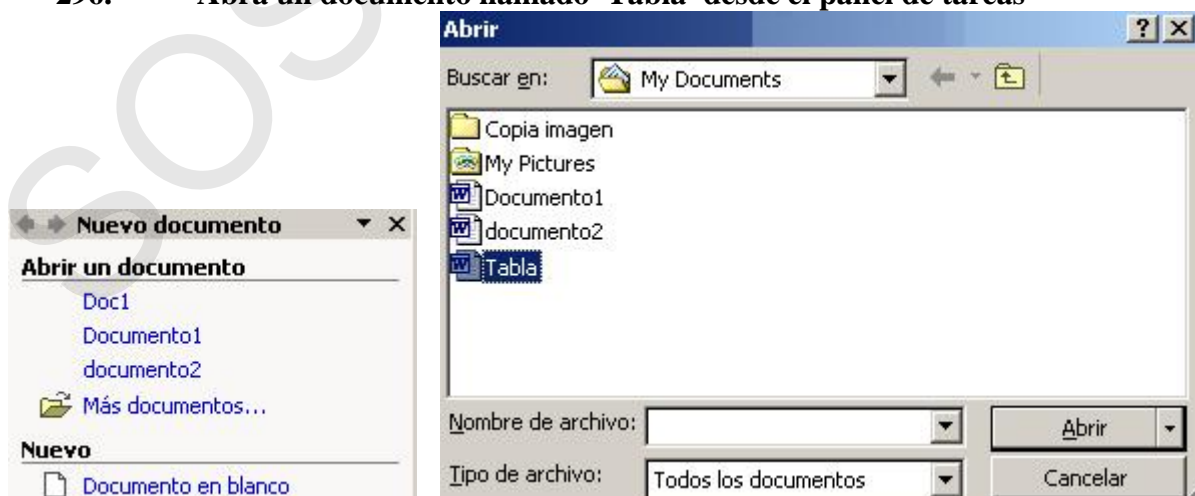 296. Abra un documento llamado 'Tabla' desde el panel de tareas
Nuevo documento
Abrir un documento
Doc1
Documento1
documento2
Más documentos...
Nuevo
Documento en blanco
Abrir
Buscar en:
My Documents
Copia imagen
My Pictures
Documento1
documento2
Tabla
Nombre de archivo:
Abrir
Tipo de archivo:
Todos los documentos
Cancelar
SOS